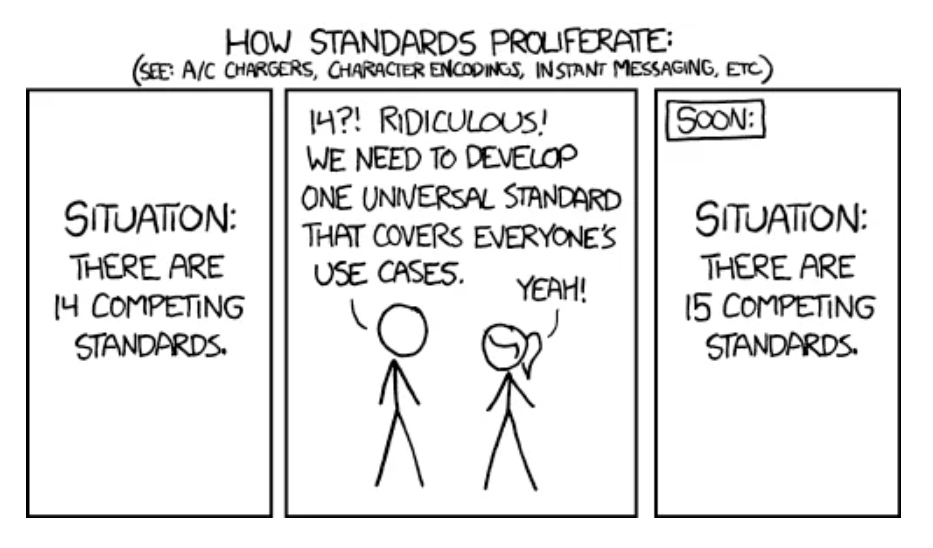 HOW STANDARDS PROLIFERATE:
(SEE: A/C CHARGERS, CHARACTER ENCODINGS, INSTANT MESSAGING, ETC.)
SITUATION:
THERE ARE
14 COMPETING
STANDARDS.
14?! RIDICULOUS!
WE NEED TO DEVELOP
ONE UNIVERSAL STANDARD
THAT COVERS EVERYONE'S
USE CASES.
YEAH!
SOON:
SITUATION:
THERE ARE
15 COMPETING
STANDARDS.